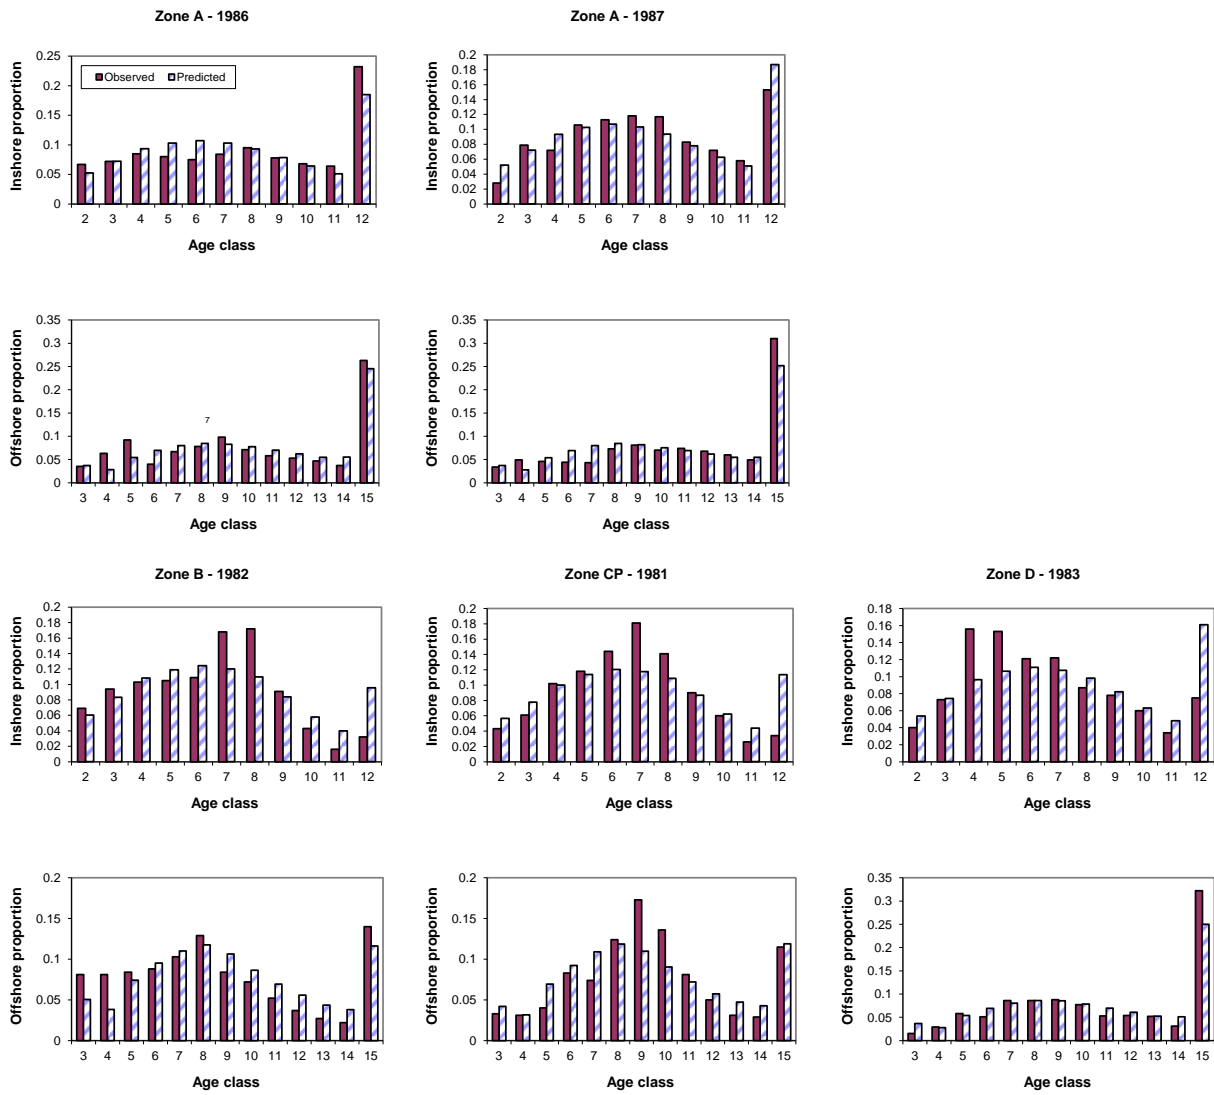 Zone A - 1986
Inshore proportion
0.25
0.2
0.15
0.1
0.05
0
Observed Predicted
2 3 4 5 6 7 8 9 10 11 12
Age class
Zone A - 1987
Inshore proportion
0.2
0.18
0.16
0.14
0.12
0.1
0.08
0.06
0.04
0.02
0
2 3 4 5 6 7 8 9 10 11 12
Age class
Offshore proportion
0.35
0.3
0.25
0.2
0.15
0.1
0.05
0
7
3 4 5 6 7 8 9 10 11 12 13 14 15
Age class
Offshore proportion
0.35
0.3
0.25
0.2
0.15
0.1
0.05
0
3 4 5 6 7 8 9 10 11 12 13 14 15
Age class
Zone B - 1982
Inshore proportion
0.2
0.18
0.16
0.14
0.12
0.1
0.08
0.06
0.04
0.02
0
2 3 4 5 6 7 8 9 10 11 12
Age class
Zone CP - 1981
Inshore proportion
0.2
0.18
0.16
0.14
0.12
0.1
0.08
0.06
0.04
0.02
0
2 3 4 5 6 7 8 9 10 11 12
Age class
Zone D - 1983
Inshore proportion
0.18
0.16
0.14
0.12
0.1
0.08
0.06
0.04
0.02
0
2 3 4 5 6 7 8 9 10 11 12
Age class
Offshore proportion
0.2
0.15
0.1
0.05
0
3 4 5 6 7 8 9 10 11 12 13 14 15
Age class
Offshore proportion
0.2
0.15
0.1
0.05
0
3 4 5 6 7 8 9 10 11 12 13 14 15
Age class
Offshore proportion
0.35
0.3
0.25
0.2
0.15
0.1
0.05
0
3 4 5 6 7 8 9 10 11 12 13 14 15
Age class